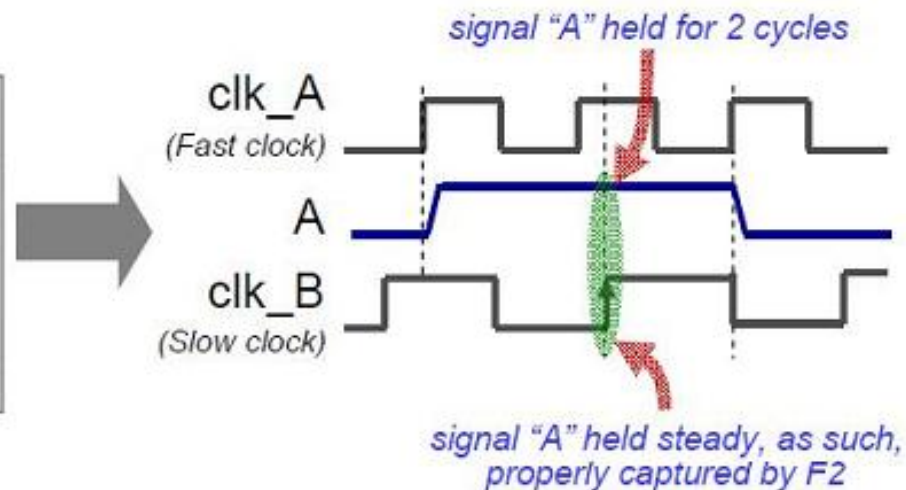 signal “A” held for 2 cycles
clk_A
(Fast clock)
A
clk_B
(Slow clock)
signal “A” held steady, as such,
properly captured by F2